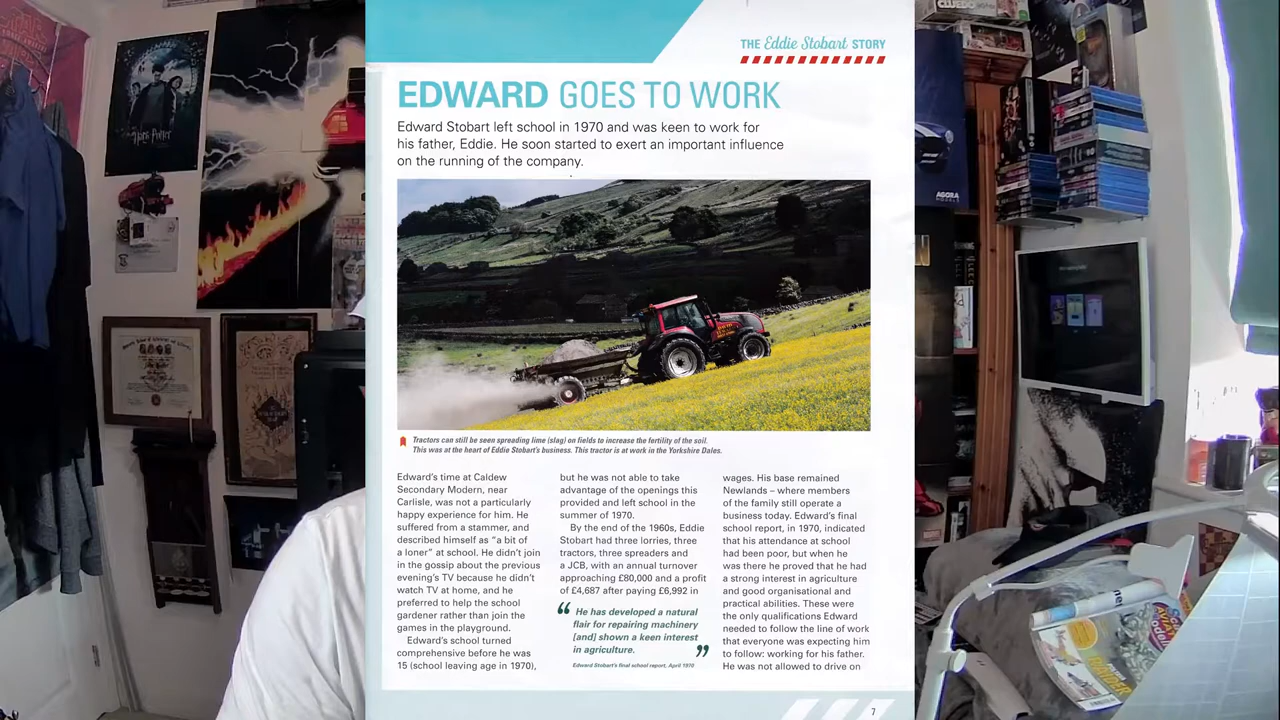 THE Eddie Stobart STORY
EDWARD GOES TO WORK
Edward Stobart left school in 1970 and was keen to work for
his father, Eddie. He soon started to exert an important influence
on the running of the company.
Tractors can still be seen spreading lime (slag) on fields to increase the fertility of the soil.
This was at the heart of Eddie Stobart's business. This tractor is at work in the Yorkshire Dales.
Edward's time at Caldew
Secondary Modern, near
Carlisle, was not a particularly
happy experience for him. He
suffered from a stammer, and
described himself as "a bit of
a loner" at school. He didn't join
in the gossip about the previous
evening's TV because he didn't
watch TV at home, and he
preferred to help the school
gardener rather than join the
games in the playground.
Edward's school turned
comprehensive before he was
15 (school leaving age in 1970),
but he was not able to take
advantage of the openings this
provided and left school in the
summer of 1970.
By the end of the 1960s, Eddie
Stobart had three lorries, three
tractors, three spreaders and
a JCB, with an annual turnover
approaching £80,000 and a profit
of £4,687 after paying £6,992 in
“ He has developed a natural
flair for repairing machinery
[and] shown a keen interest
in agriculture. ”
Edward Stobart's final school report, April 1970
wages. His base remained
Newlands – where members
of the family still operate a
business today. Edward's final
school report, in 1970, indicated
that his attendance at school
had been poor, but when he
was there he proved that he had
a strong interest in agriculture
and good organisational and
practical abilities. These were
the only qualifications Edward
needed to follow the line of work
that everyone was expecting him
to follow: working for his father.
He was not allowed to drive on
7
Harry Potter
AGORA
MODELS